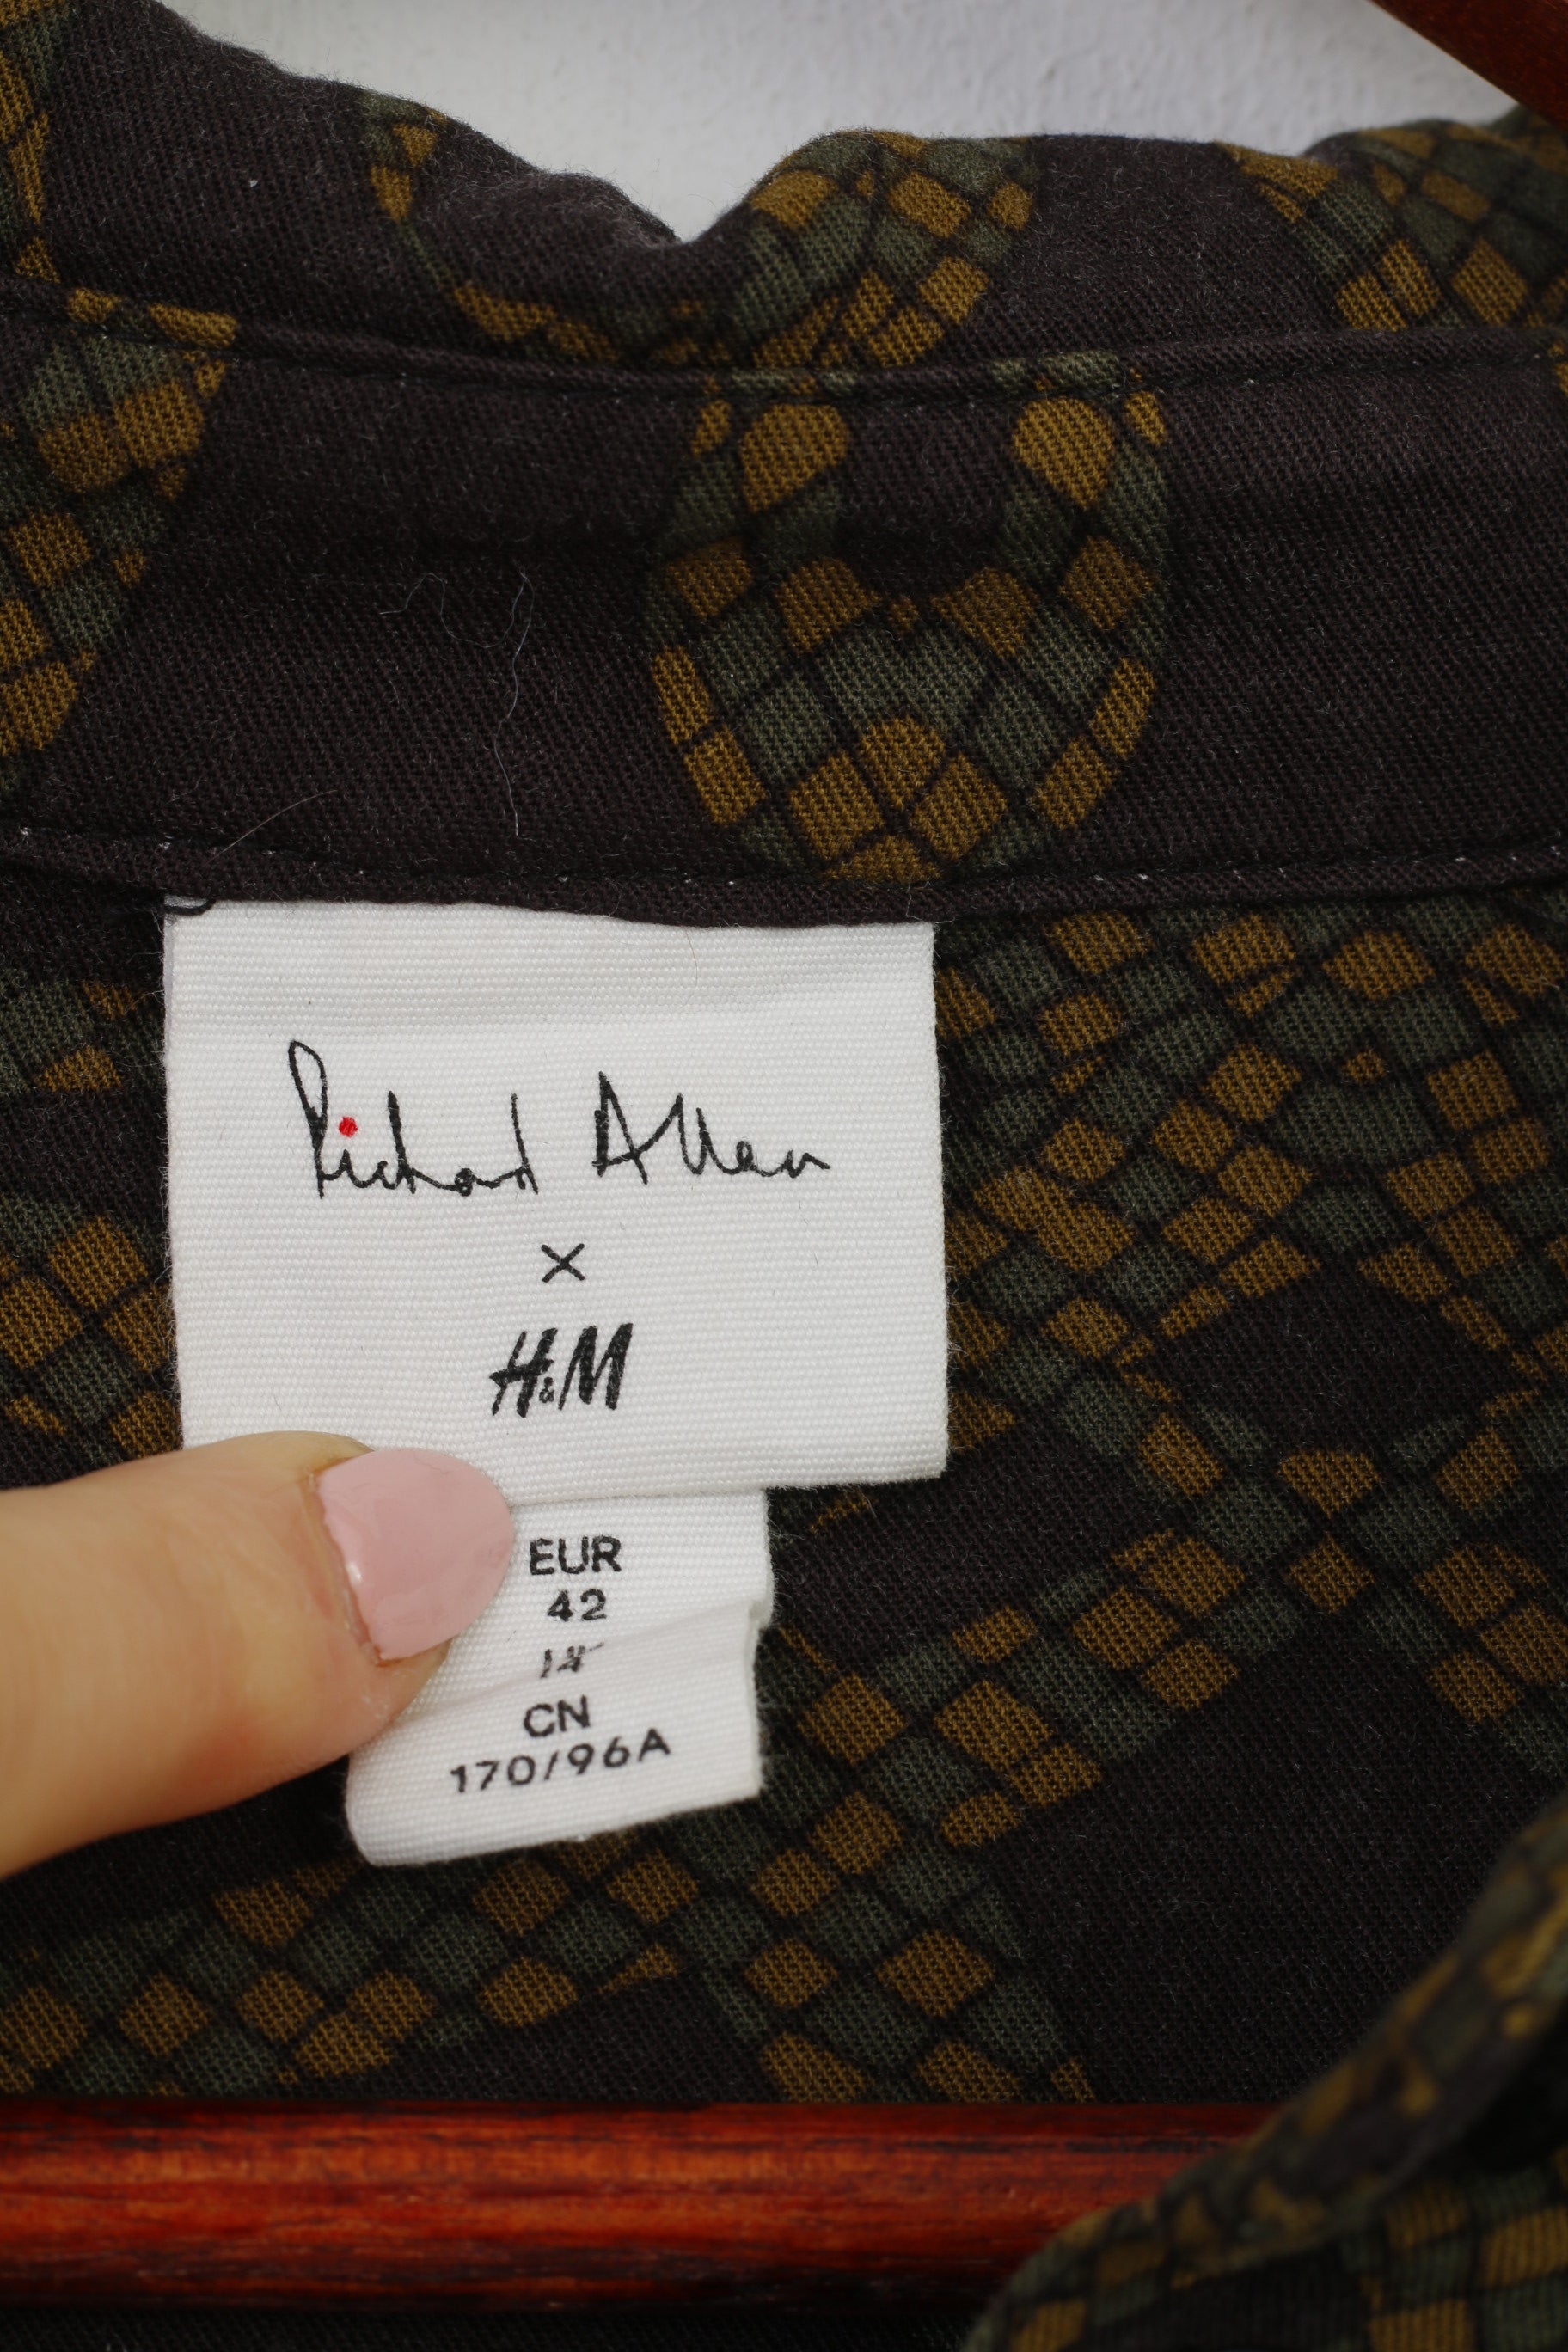 Richard Allan
×
H&M
EUR
42
CN
170/96A